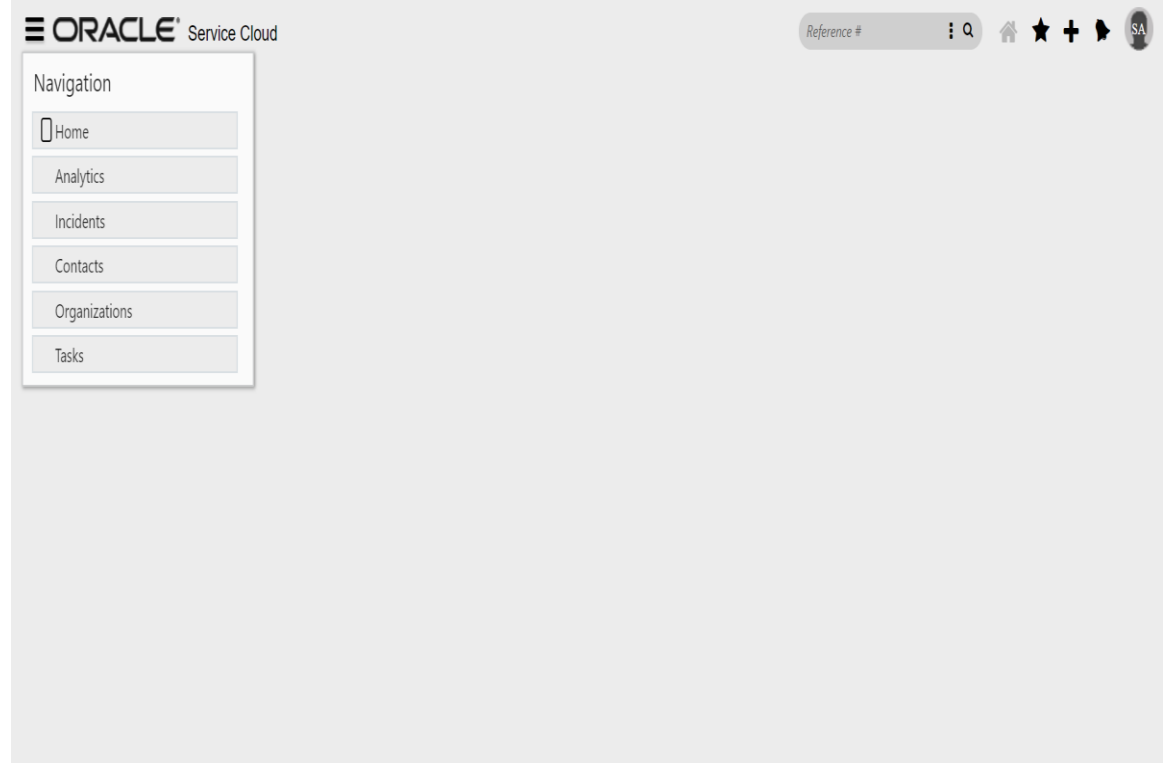 ORACLE® Service Cloud
Reference #
SA
Navigation
Home
Analytics
Incidents
Contacts
Organizations
Tasks